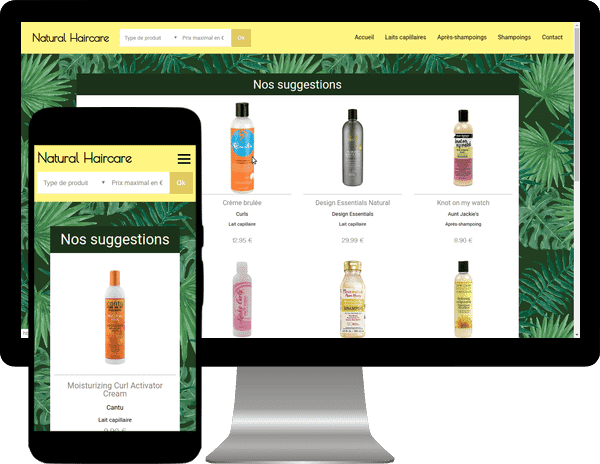 Natural Haircare
Type de produit
Prix maximal en €
Ok
Accueil
Laits capillaires
Après-shampoings
Shampoings
Contact
Nos suggestions
Crème brulée
Curls
Lait capillaire
12.95 €
Design Essentials Natural
Design Essentials
Lait capillaire
29.99 €
Knot on my watch
Aunt Jackie's
Après-shampoing
8.99 €
Natural Haircare
Type de produit
Prix maximal en €
Ok
Nos suggestions
cantu
Moisturizing Curl Activator
Cream
Cantu
Lait capillaire